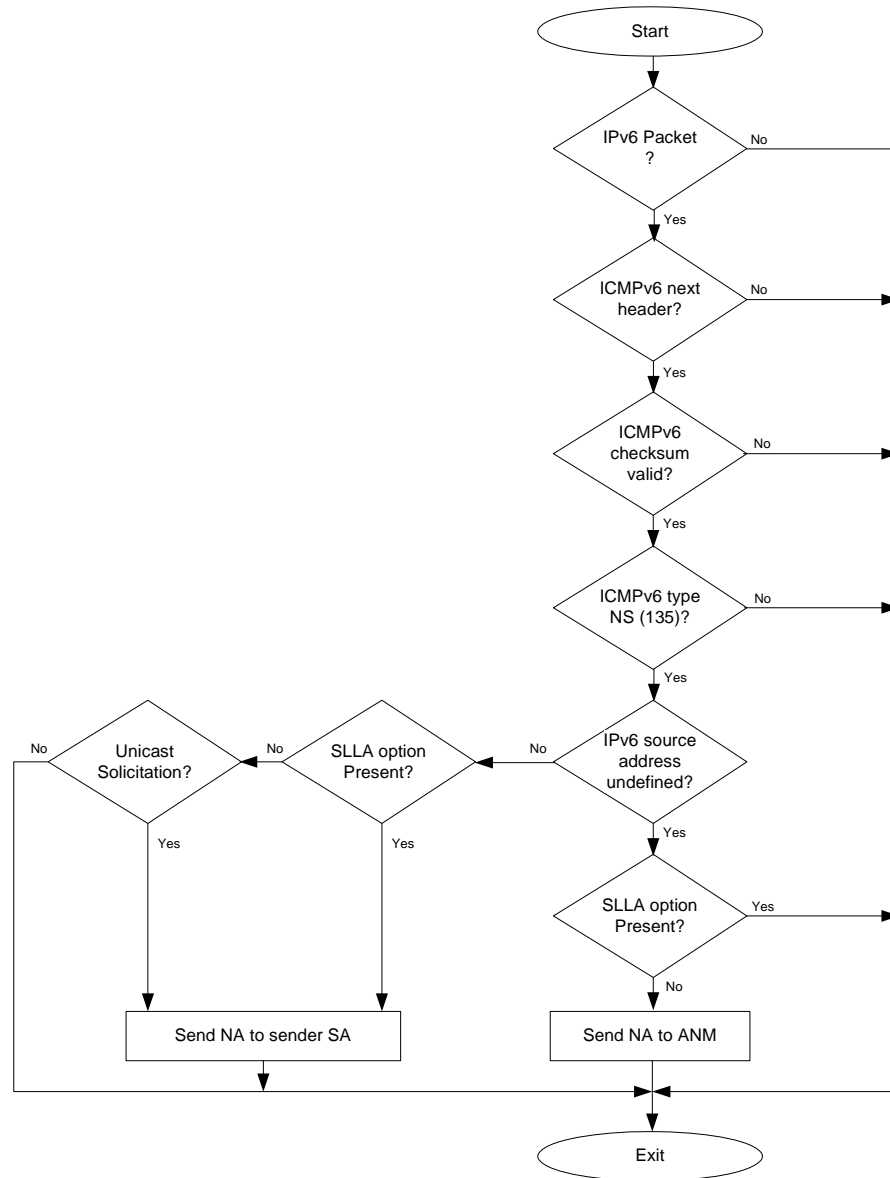 Start
IPv6 Packet
?
No
Yes
ICMPv6 next
header?
No
Yes
ICMPv6
checksum
valid?
No
Yes
ICMPv6 type
NS (135)?
No
Yes
IPv6 source
address
undefined?
No
Yes
SLLA option
Present?
No
Yes
Unicast
Solicitation?
No
Yes
SLLA option
Present?
Yes
No
Send NA to sender SA
Send NA to ANM
Exit